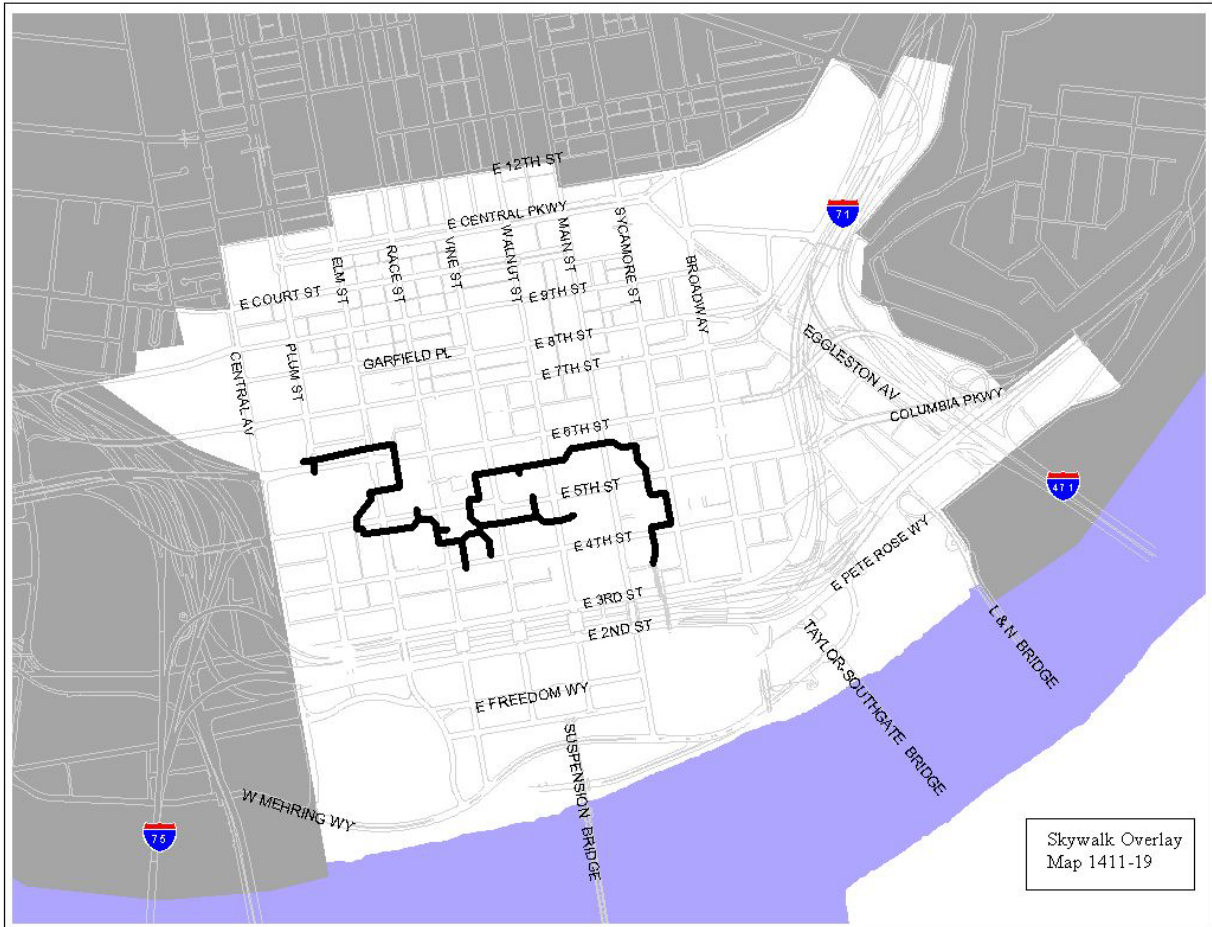 E 12TH ST
E CENTRAL PKWY
71
ELM ST
RACE ST
VINE ST
WALNUT ST
MAIN ST
SYCAMORE ST
BROADWAY
E COURT ST
E 9TH ST
E 8TH ST
GARFIELD PL
E 7TH ST
CENTRAL AV
PLUM ST
EGGLESTON AV
COLUMBIA PKWY
E 6TH ST
E 5TH ST
471
E 4TH ST
E PETE ROSE WY
E 3RD ST
E 2ND ST
L & N BRIDGE
TAYLOR-SOUTHGATE BRIDGE
E FREEDOM WY
SUSPENSION BRIDGE
W MEHRING WY
75
Skywalk Overlay
Map 1411-19